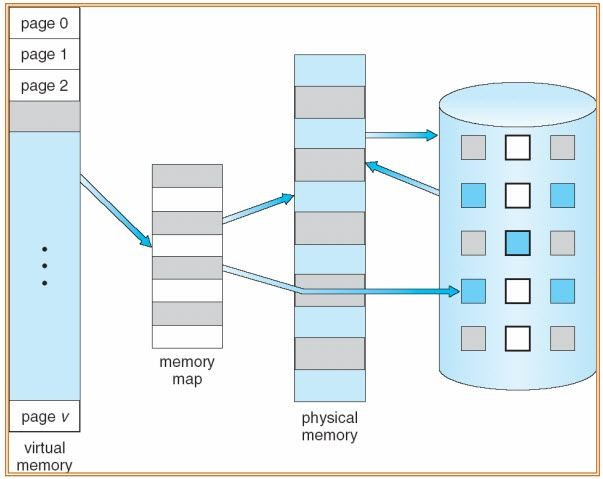 page 0
page 1
page 2
page v
virtual
memory
memory
map
physical
memory